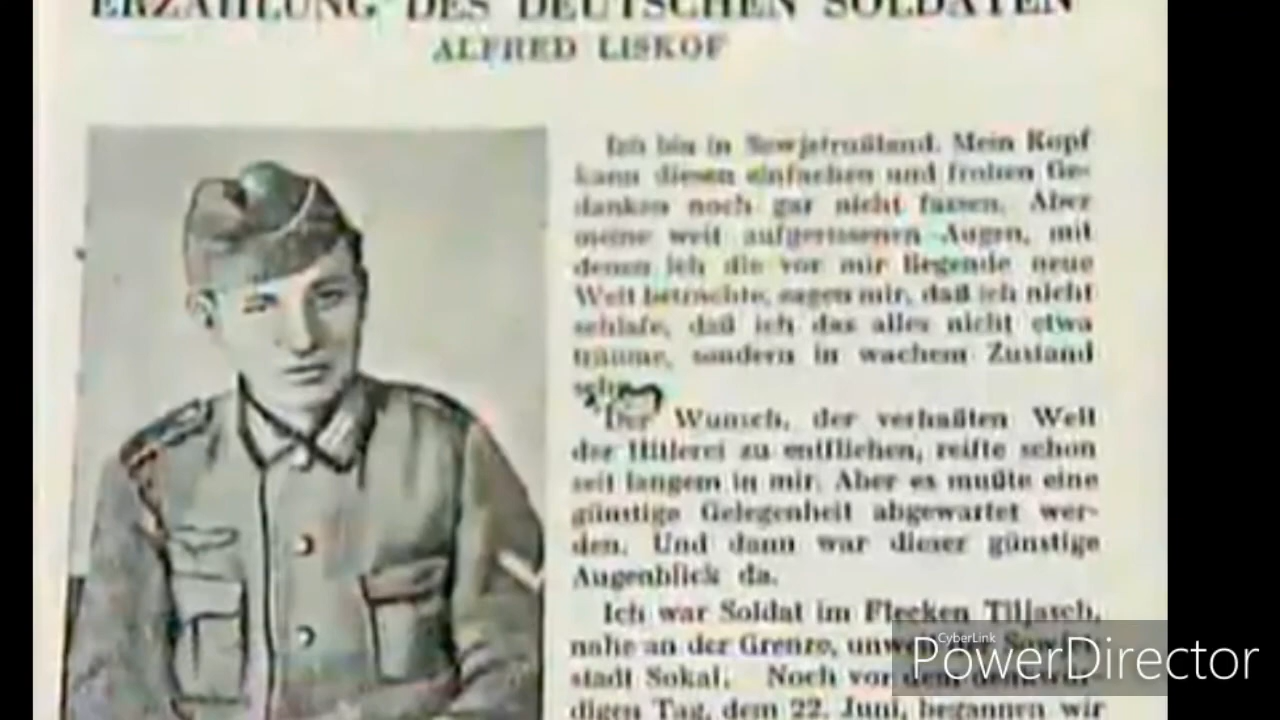 ERZÄHLUNG DES DEUTSCHEN SOLDATEN
ALFRED LISKOF
Ich bin in Sowjetrußland. Mein Kopf
kann diesen einfachen und frohen Ge-
danken noch gar nicht fassen. Aber
meine weit aufgerissenen Augen, mit
denen ich die vor mir liegende neue
Welt betrachte, sagen mir, daß ich nicht
schlafe, daß ich das alles nicht etwa
träume, sondern in wachem Zustand
Der Wunsch, der verhaßten Welt
der Hitlerei zu entfliehen, reifte schon
seit langem in mir. Aber es mußte eine
günstige Gelegenheit abgewartet wer-
den. Und dann war dieser günstige
Augenblick da.
Ich war Soldat im Flecken Tiljasch,
nahe an der Grenze,
stadt Sokal. Noch vor
digen Tag, dem 22. Juni, begannen wir
CyberLink
PowerDirector